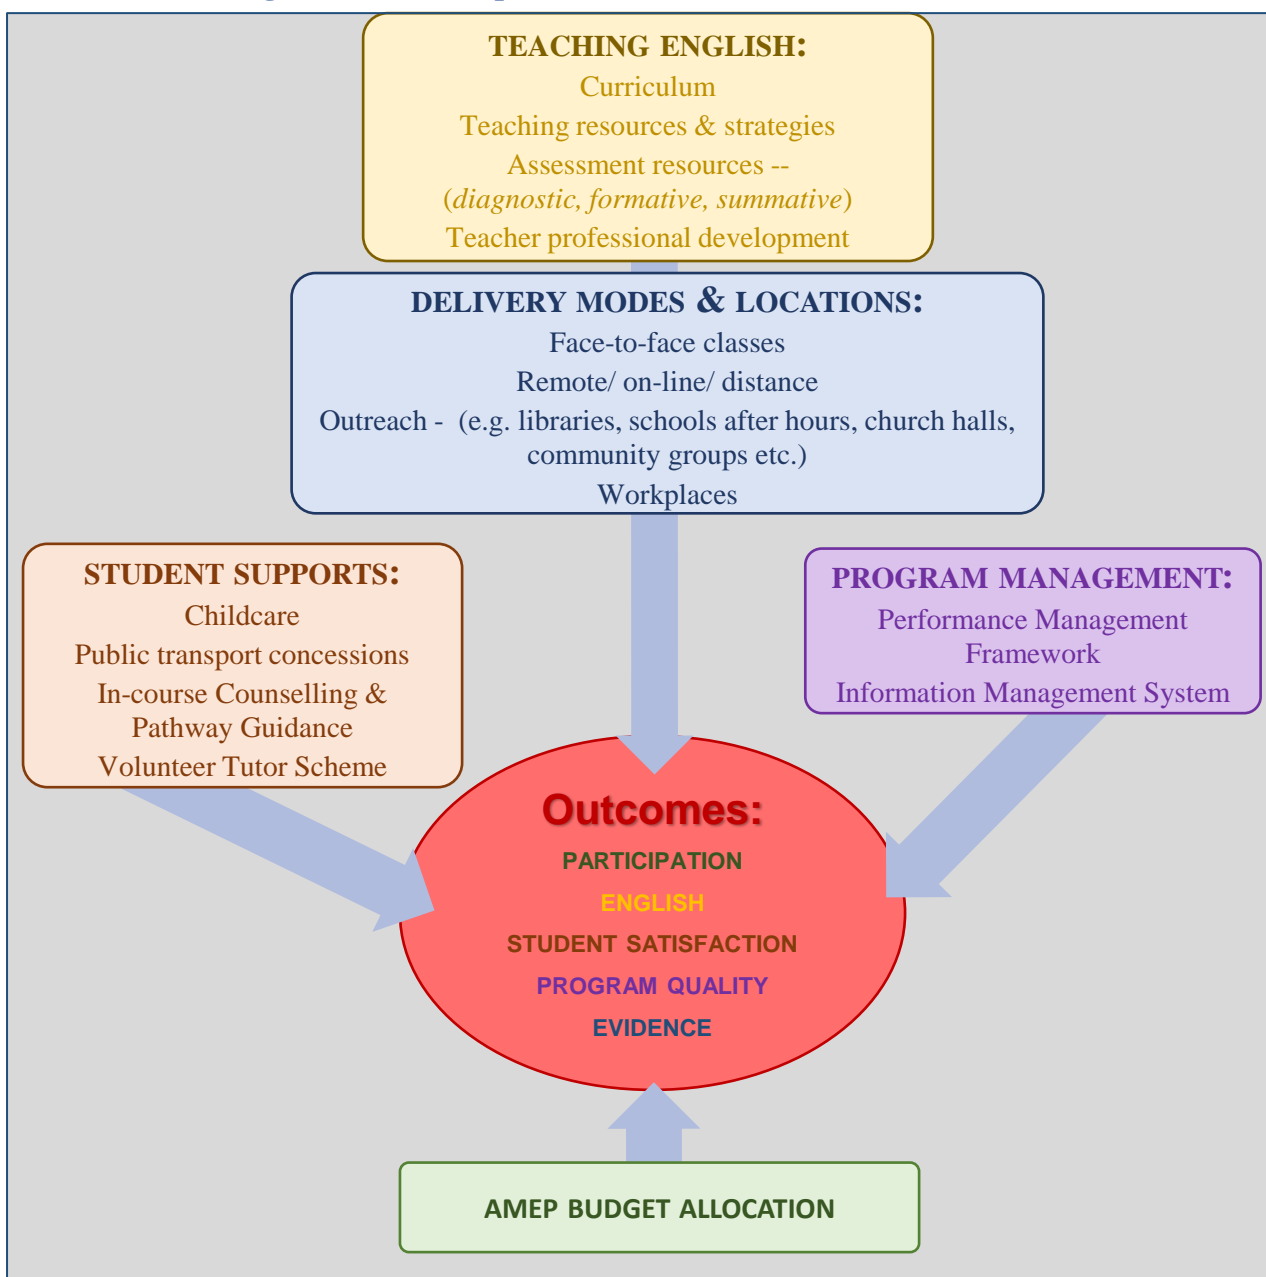 TEACHING ENGLISH:
Curriculum
Teaching resources & strategies
Assessment resources --
(diagnostic, formative, summative)
Teacher professional development
DELIVERY MODES & LOCATIONS:
Face-to-face classes
Remote/ on-line/ distance
Outreach - (e.g. libraries, schools after hours, church halls,
community groups etc.)
Workplaces
STUDENT SUPPORTS:
Childcare
Public transport concessions
In-course Counselling &
Pathway Guidance
Volunteer Tutor Scheme
PROGRAM MANAGEMENT:
Performance Management
Framework
Information Management System
Outcomes:
PARTICIPATION
ENGLISH
STUDENT SATISFACTION
PROGRAM QUALITY
EVIDENCE
AMEP BUDGET ALLOCATION